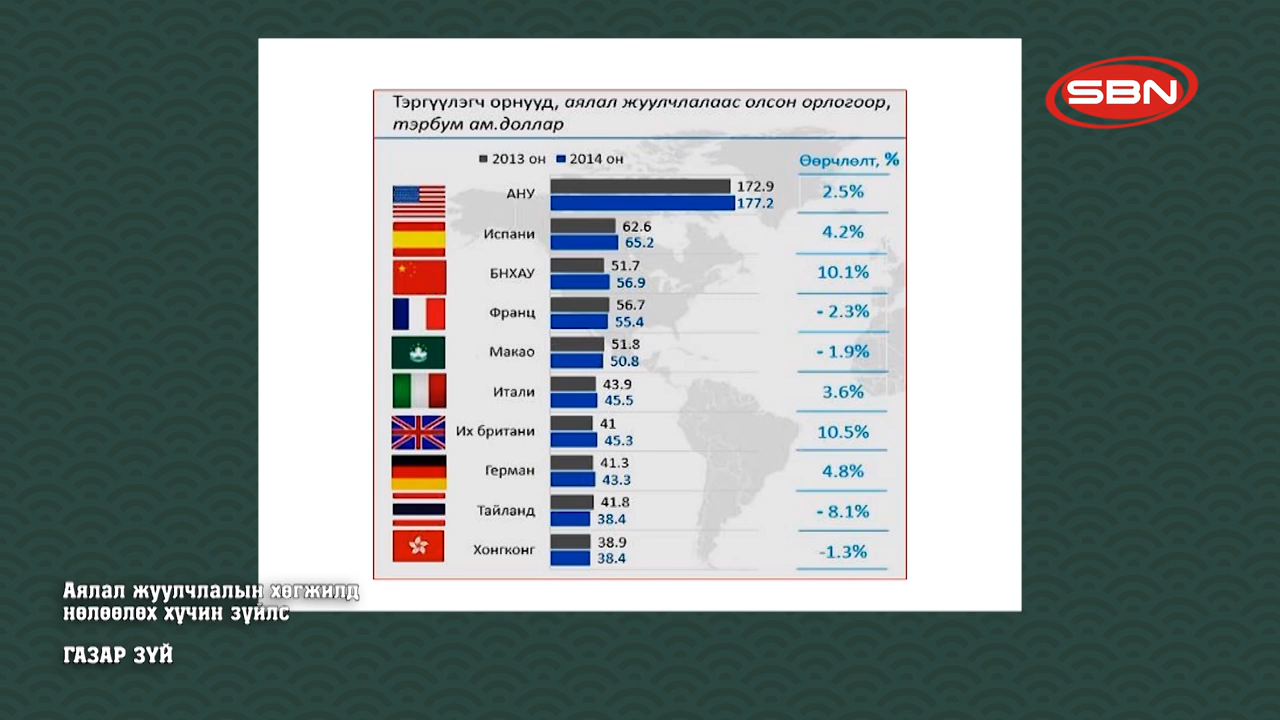 SBN
Тэргүүлэгч орнууд, аялал жуулчлалаас олсон орлогоор,
тэрбум ам.доллар
2013 он 2014 он Өөрчлөлт, %
АНУ 172.9 177.2 2.5%
Испани 62.6 65.2 4.2%
БНХАУ 51.7 56.9 10.1%
Франц 56.7 55.4 - 2.3%
Макао 51.8 50.8 - 1.9%
Итали 43.9 45.5 3.6%
Их британи 41 45.3 10.5%
Герман 41.3 43.3 4.8%
Тайланд 41.8 38.4 - 8.1%
Хонгконг 38.9 38.4 -1.3%
Аялал жуулчлалын хөгжилд
нөлөөлөх хүчин зүйлс
ГАЗАР ЗҮЙ